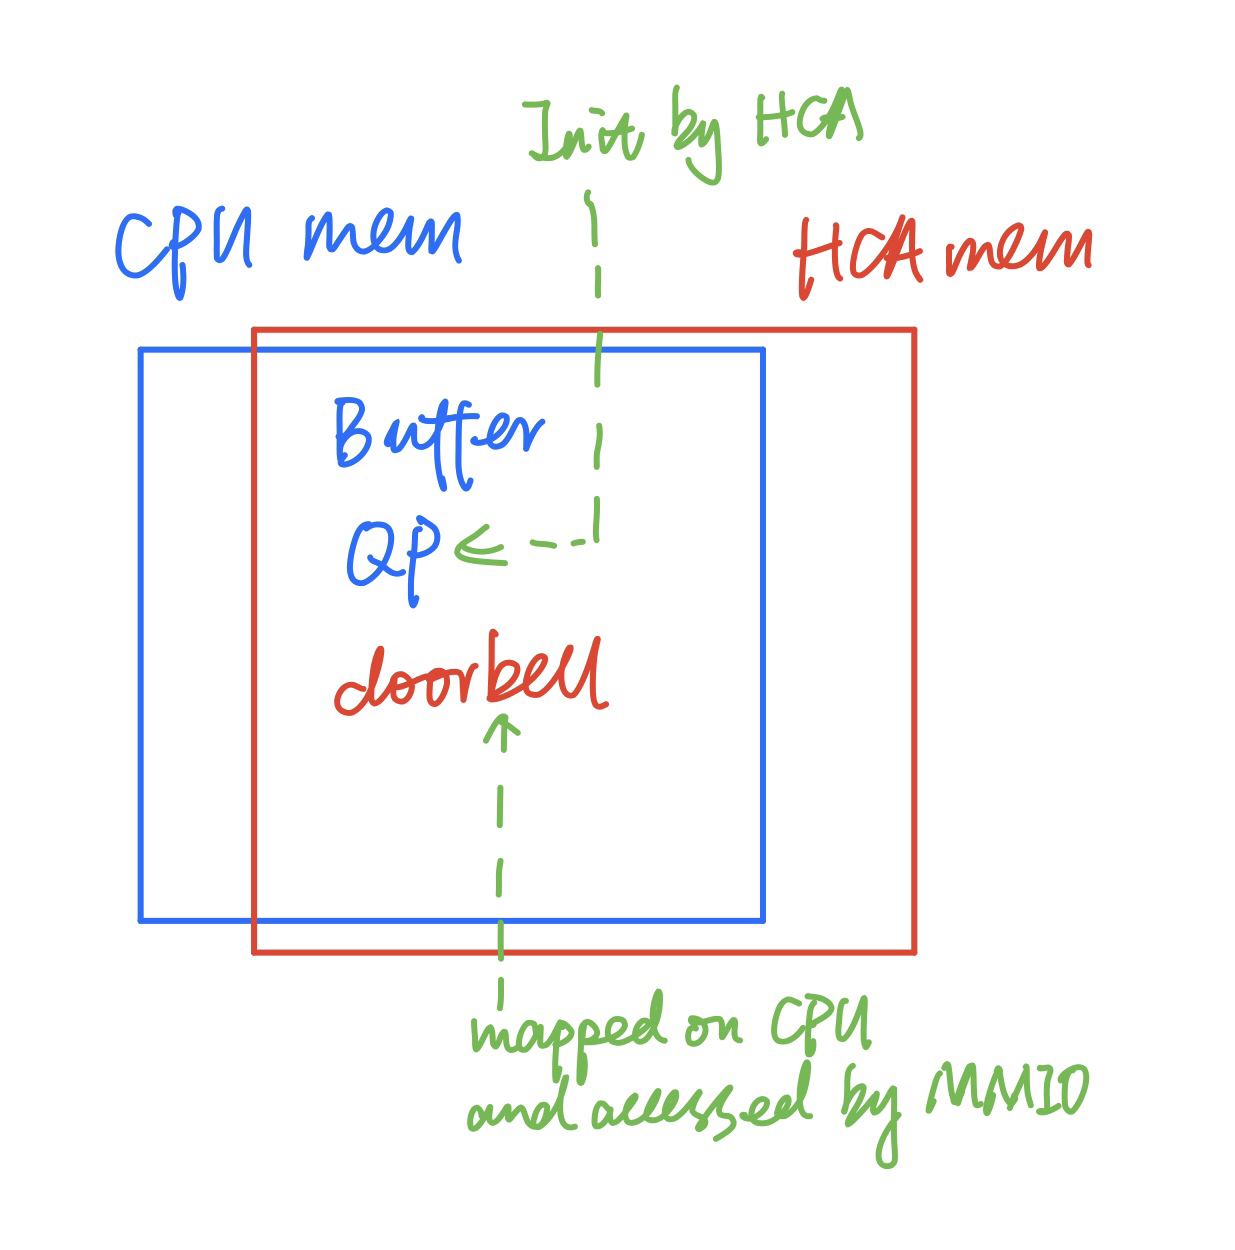 Init by HCA
CPU mem
HCA mem
Buffer
QP
doorbell
mapped on CPU
and accessed by MMIO